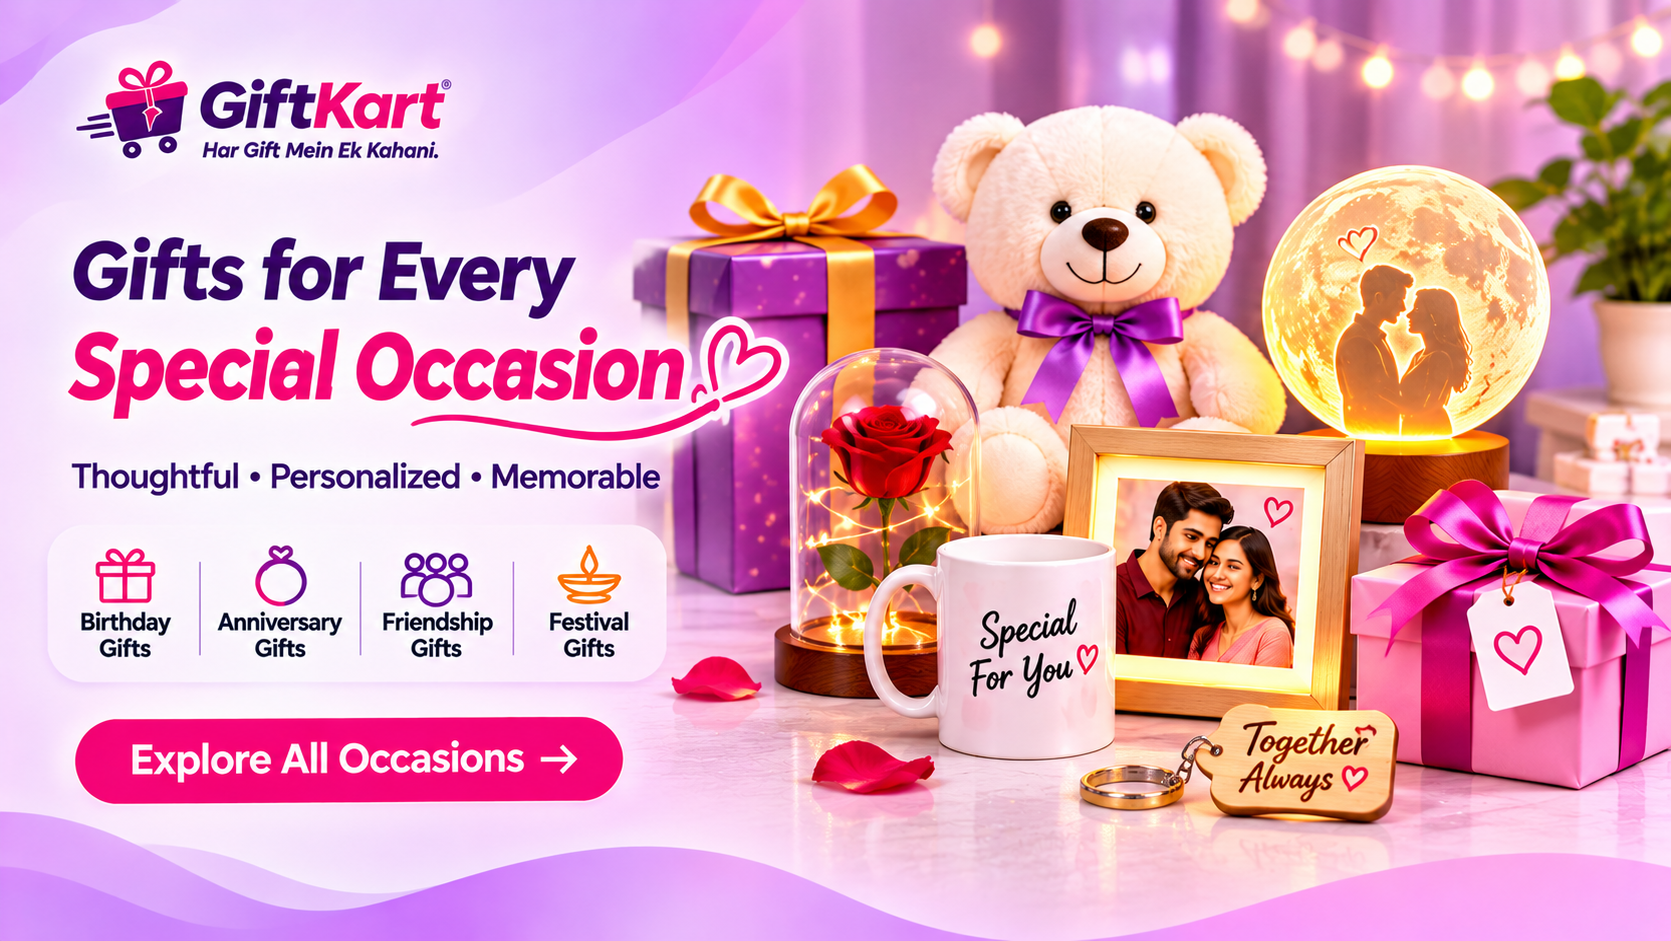 GiftKart®
Har Gift Mein Ek Kahani.
Gifts for Every
Special Occasion
Thoughtful • Personalized • Memorable
Birthday
Gifts
Anniversary
Gifts
Friendship
Gifts
Festival
Gifts
Explore All Occasions →
Special
For You
Together
Always